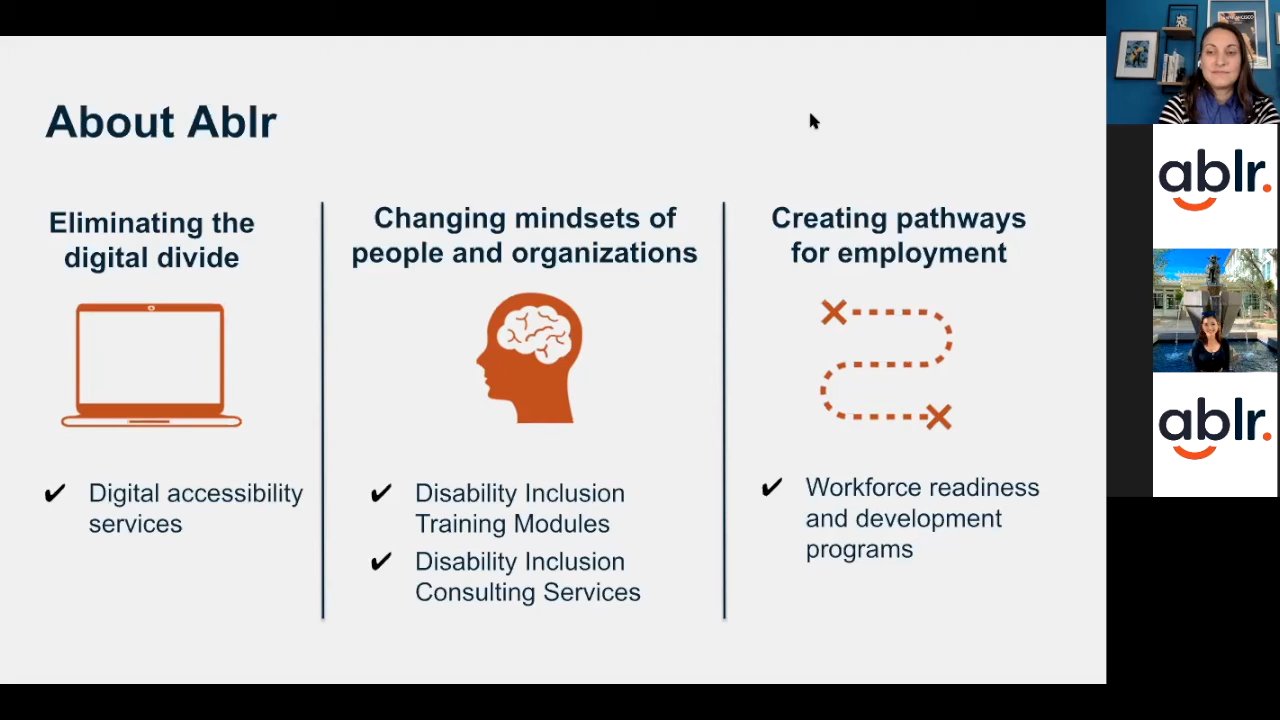 About Ablr
Eliminating the
digital divide
✔ Digital accessibility
services
Changing mindsets of
people and organizations
✔ Disability Inclusion
Training Modules
✔ Disability Inclusion
Consulting Services
Creating pathways
for employment
✔ Workforce readiness
and development
programs
ablr.
ablr.